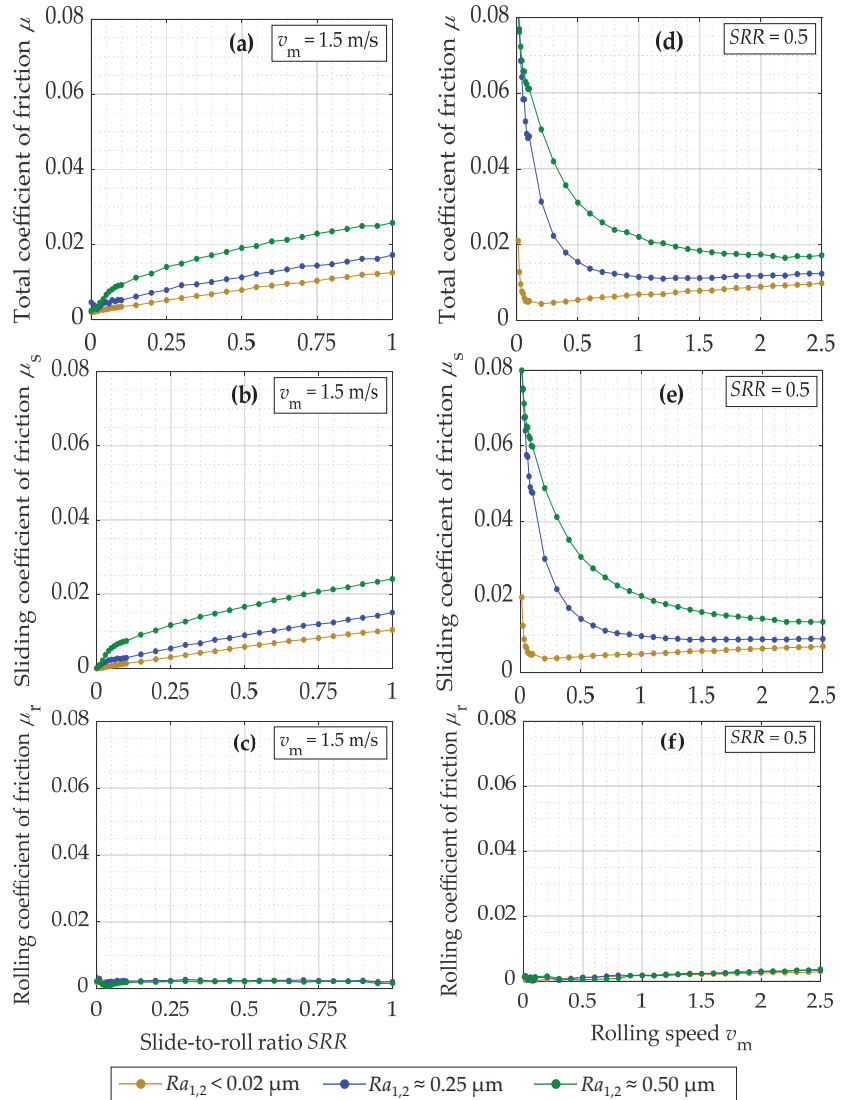 Total coefficient of friction μ
0.08
0.06
0.04
0.02
0
(a)
v_m = 1.5 m/s
0
0.25
0.5
0.75
1
Total coefficient of friction μ
0.08
0.06
0.04
0.02
0
(d)
SRR = 0.5
0
0.5
1
1.5
2
2.5
Sliding coefficient of friction μ_s
0.08
0.06
0.04
0.02
0
(b)
v_m = 1.5 m/s
0
0.25
0.5
0.75
1
Sliding coefficient of friction μ_s
0.08
0.06
0.04
0.02
0
(e)
SRR = 0.5
0
0.5
1
1.5
2
2.5
Rolling coefficient of friction μ_r
0.08
0.06
0.04
0.02
0
(c)
v_m = 1.5 m/s
0
0.25
0.5
0.75
1
Slide-to-roll ratio SRR
Rolling coefficient of friction μ_r
0.08
0.06
0.04
0.02
0
(f)
SRR = 0.5
0
0.5
1
1.5
2
2.5
Rolling speed v_m
Ra_1,2 < 0.02 μm
Ra_1,2 ≈ 0.25 μm
Ra_1,2 ≈ 0.50 μm